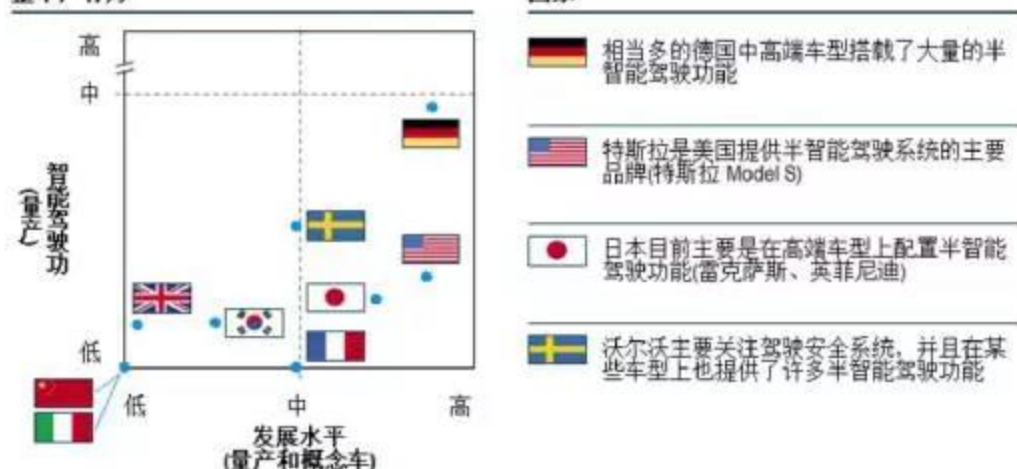 高
中
智能驾驶功
(量产)
低
低
中
高
发展水平
(量产和概念车)
相当多的德国中高端车型搭载了大量的半
智能驾驶功能
特斯拉是美国提供半智能驾驶系统的主要
品牌(特斯拉 Model S)
日本目前主要是在高端车型上配置半智能
驾驶功能(雷克萨斯、英菲尼迪)
沃尔沃主要关注驾驶安全系统，并且在某
些车型上也提供了许多半智能驾驶功能